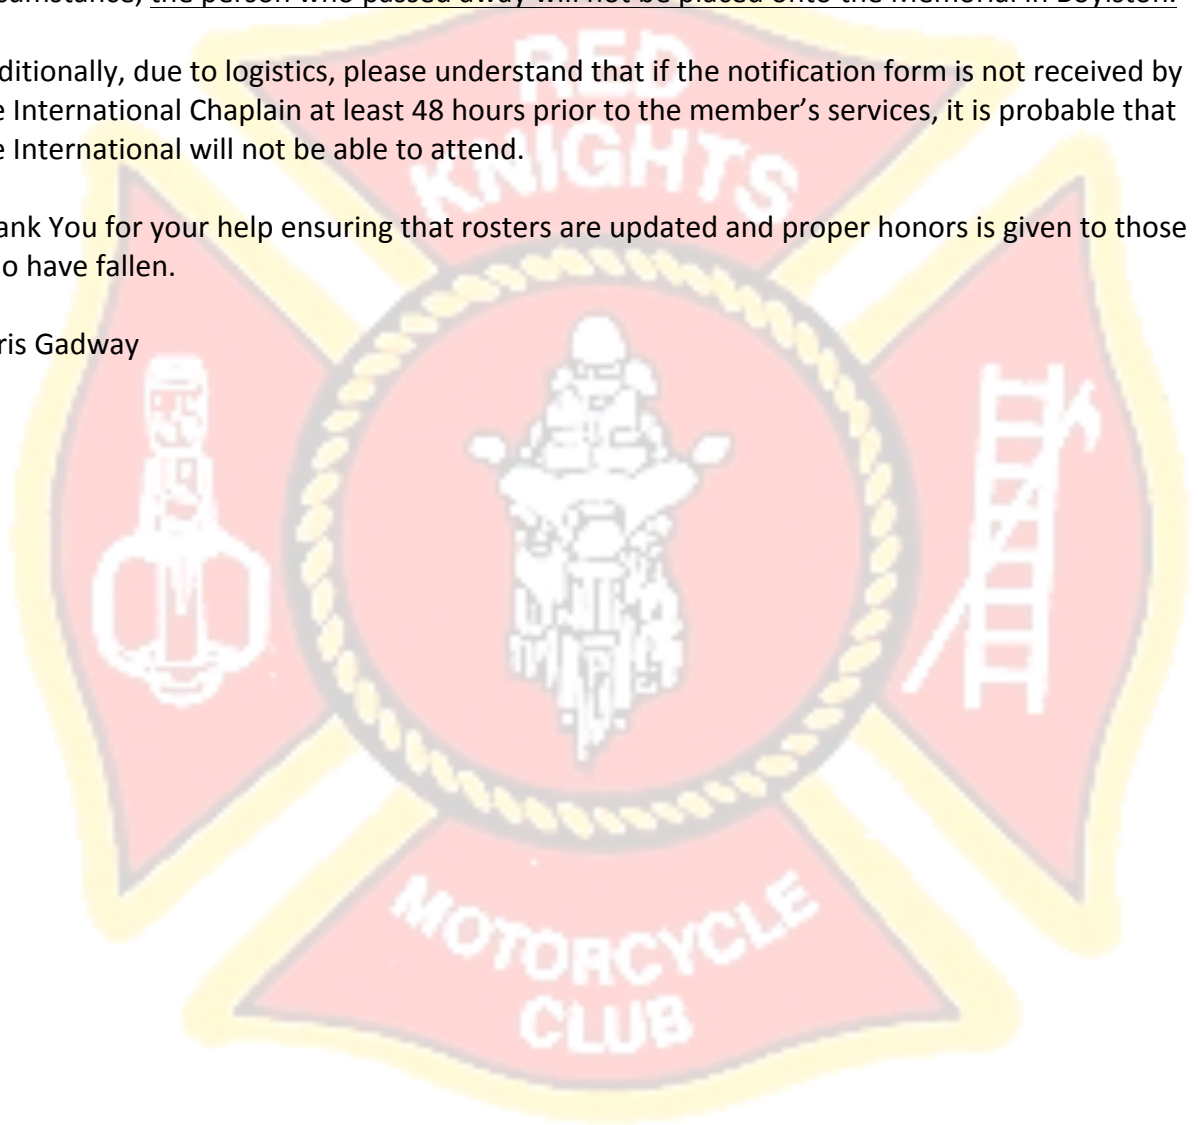 cumstance, the person who passed away will not be placed onto the Memorial in Boylston.
ditionally, due to logistics, please understand that if the notification form is not received by
e International Chaplain at least 48 hours prior to the member’s services, it is probable that
e International will not be able to attend.
ank You for your help ensuring that rosters are updated and proper honors is given to those
o have fallen.
ris Gadway
RED
KNIGHTS
MOTORCYCLE
CLUB